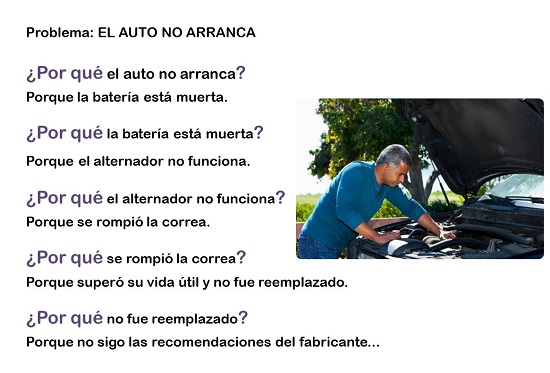 Problema: EL AUTO NO ARRANCA
¿Por qué el auto no arranca?
Porque la batería está muerta.
¿Por qué la batería está muerta?
Porque el alternador no funciona.
¿Por qué el alternador no funciona?
Porque se rompió la correa.
¿Por qué se rompió la correa?
Porque superó su vida útil y no fue reemplazado.
¿Por qué no fue reemplazado?
Porque no sigo las recomendaciones del fabricante...